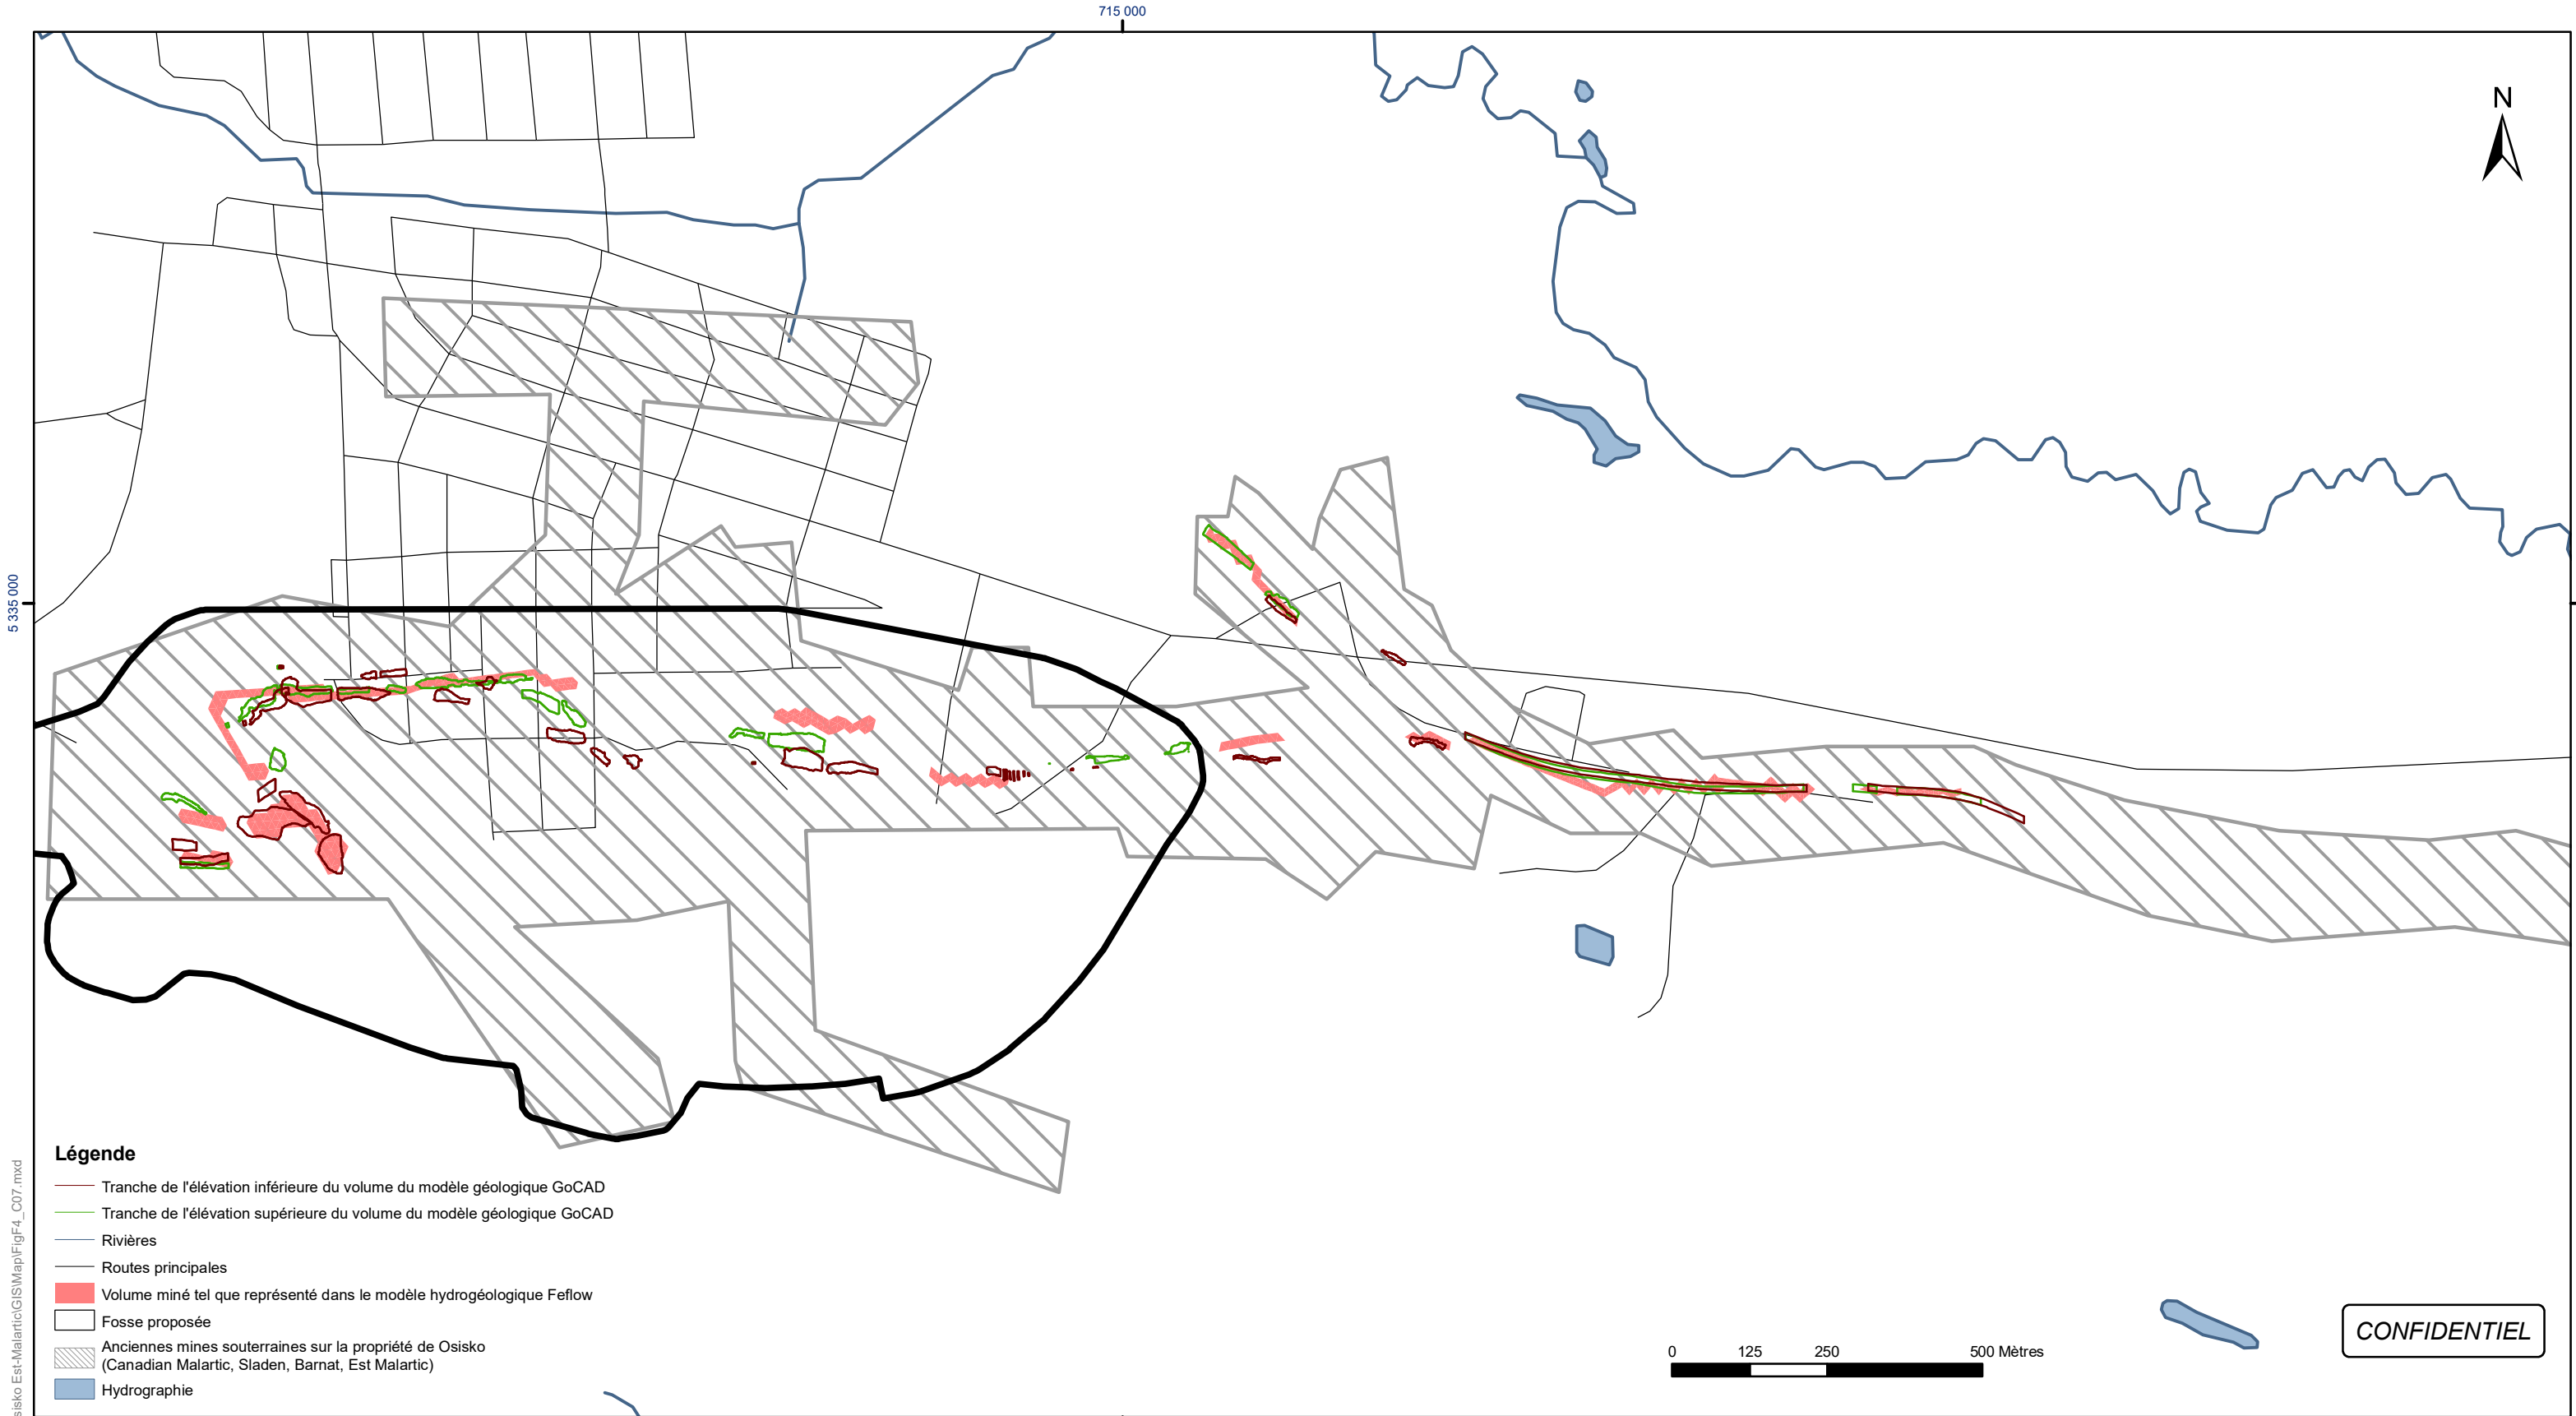 715 000
N
5 335 000
Légende
Tranche de l'élévation inférieure du volume du modèle géologique GoCAD
Tranche de l'élévation supérieure du volume du modèle géologique GoCAD
Rivières
Routes principales
Volume miné tel que représenté dans le modèle hydrogéologique Feflow
Fosse proposée
Anciennes mines souterraines sur la propriété de Osisko
(Canadian Malartic, Sladen, Barnat, Est Malartic)
Hydrographie
0 125 250 500 Mètres
CONFIDENTIEL
sisko Est-Malartic\GIS\Map\FigF4_C07.mxd